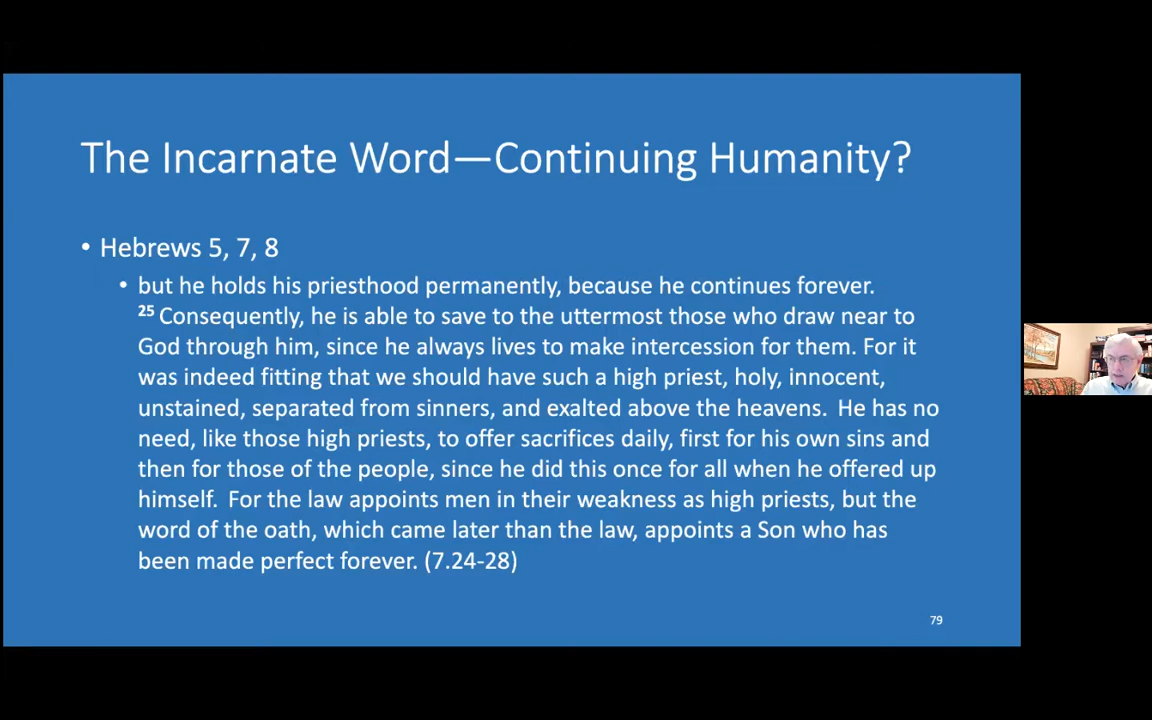 The Incarnate Word—Continuing Humanity?
• Hebrews 5, 7, 8
• but he holds his priesthood permanently, because he continues forever.
25 Consequently, he is able to save to the uttermost those who draw near to
God through him, since he always lives to make intercession for them. For it
was indeed fitting that we should have such a high priest, holy, innocent,
unstained, separated from sinners, and exalted above the heavens.  He has no
need, like those high priests, to offer sacrifices daily, first for his own sins and
then for those of the people, since he did this once for all when he offered up
himself.  For the law appoints men in their weakness as high priests, but the
word of the oath, which came later than the law, appoints a Son who has
been made perfect forever. (7.24-28)
79